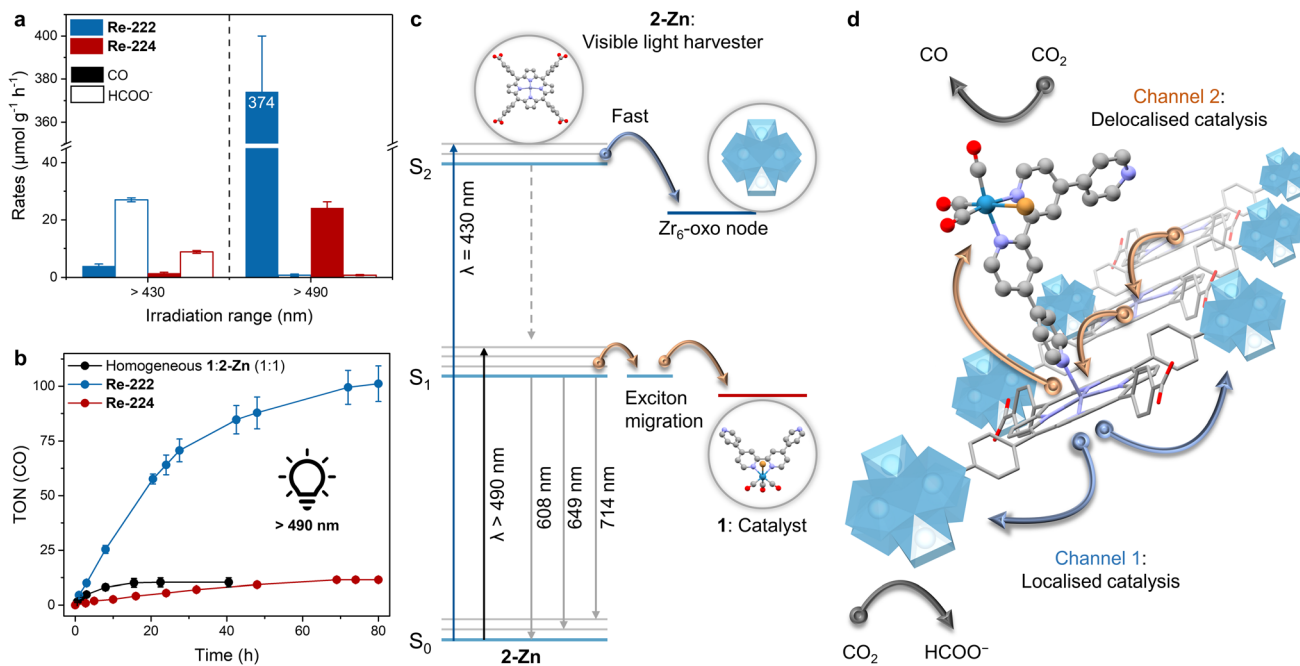 a
Re-222
Re-224
CO
HCOO⁻
Rates (μmol g⁻¹ h⁻¹)
400
380
360
40
20
0
374
> 430
> 490
Irradiation range (nm)
b
Homogeneous 1:2-Zn (1:1)
Re-222
Re-224
TON (CO)
100
75
50
25
0
> 490 nm
0
20
40
60
80
Time (h)
c
2-Zn:
Visible light harvester
Fast
S₂
λ = 430 nm
Zr₆-oxo node
S₁
Exciton
migration
λ > 490 nm
608 nm
649 nm
714 nm
1: Catalyst
S₀
2-Zn
d
CO
CO₂
Channel 2:
Delocalised catalysis
Channel 1:
Localised catalysis
CO₂
HCOO⁻